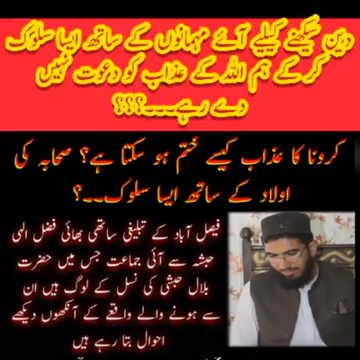 دین سیکھنے کیلیے آئے مہمانوں کے ساتھ ایسا سلوک
کر کے ہم اللہ کے عذاب کو دعوت نہیں
دے رہے۔۔۔؟؟؟
کرونا کا عذاب کیسے ختم ہو سکتا ہے؟ صحابہ کی
اولاد کے ساتھ ایسا سلوک۔۔؟
فیصل آباد کے تبلیغی ساتھی بھائی فضل الہی
حبشہ سے آئی جماعت جس میں حضرت
بلال حبشی کی نسل کے لوگ ہیں ان
سے ہونے والے واقعے کے آنکھوں دیکھے
احوال بتا رہے ہیں